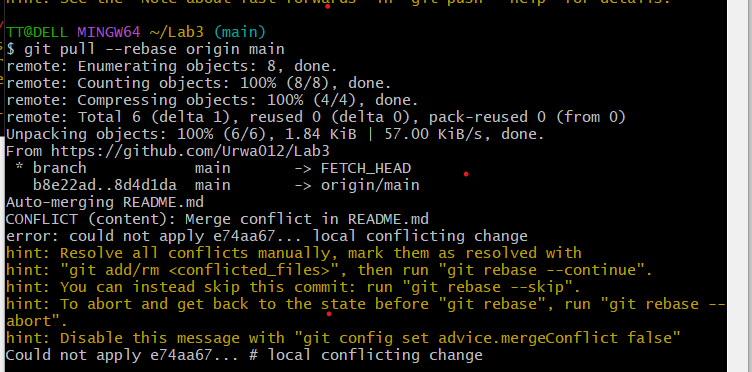 hint: See the 'Note about fast-forwards' in 'git push --help' for details.
TT@DELL MINGW64 ~/Lab3 (main)
$ git pull --rebase origin main
remote: Enumerating objects: 8, done.
remote: Counting objects: 100% (8/8), done.
remote: Compressing objects: 100% (4/4), done.
remote: Total 6 (delta 1), reused 0 (delta 0), pack-reused 0 (from 0)
Unpacking objects: 100% (6/6), 1.84 KiB | 57.00 KiB/s, done.
From https://github.com/Urwa012/Lab3
 * branch            main       -> FETCH_HEAD
   b8e22ad..8d4d1da  main       -> origin/main
Auto-merging README.md
CONFLICT (content): Merge conflict in README.md
error: could not apply e74aa67... local conflicting change
hint: Resolve all conflicts manually, mark them as resolved with
hint: "git add/rm <conflicted_files>", then run "git rebase --continue".
hint: You can instead skip this commit: run "git rebase --skip".
hint: To abort and get back to the state before "git rebase", run "git rebase --
abort".
hint: Disable this message with "git config set advice.mergeConflict false"
Could not apply e74aa67... # local conflicting change